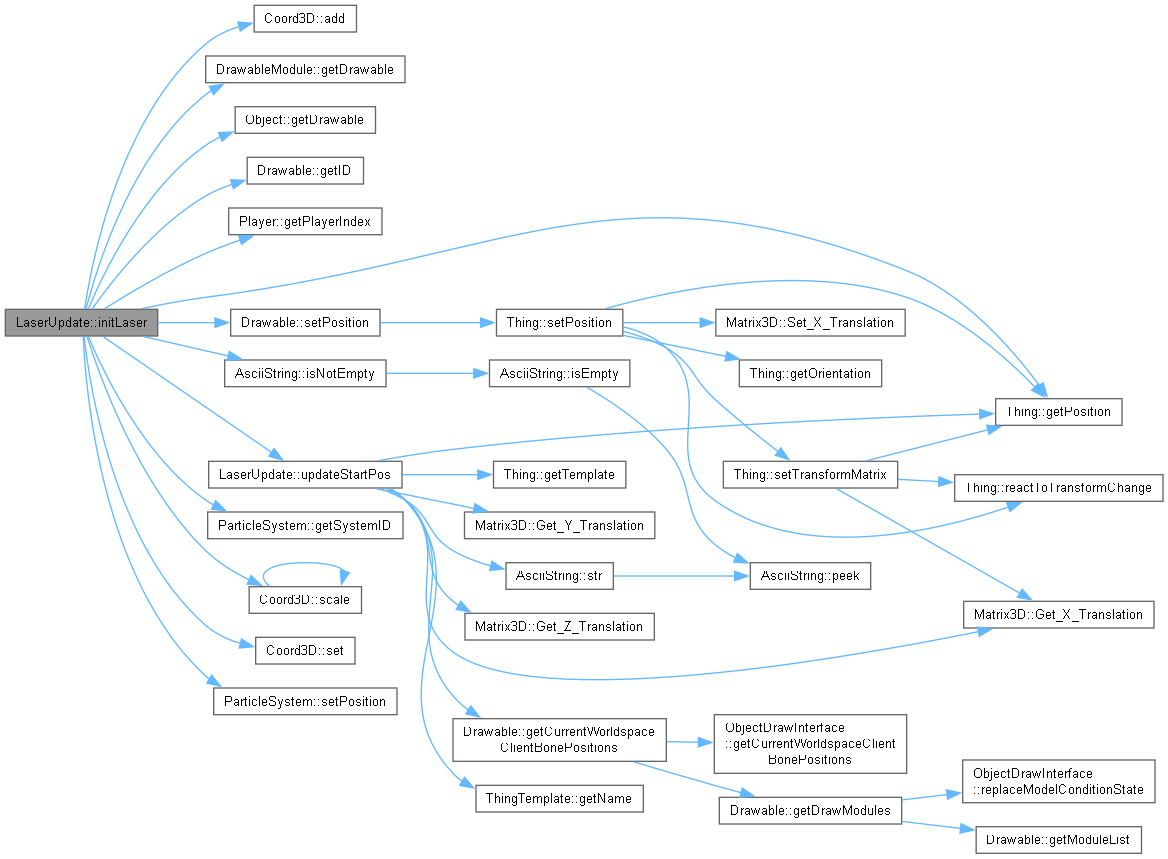 Coord3D::add
DrawableModule::getDrawable
Object::getDrawable
Drawable::getID
Player::getPlayerIndex
LaserUpdate::initLaser
Drawable::setPosition
Thing::setPosition
Matrix3D::Set_X_Translation
AsciiString::isNotEmpty
AsciiString::isEmpty
Thing::getOrientation
Thing::getPosition
LaserUpdate::updateStartPos
Thing::getTemplate
Thing::setTransformMatrix
Thing::reactToTransformChange
ParticleSystem::getSystemID
Matrix3D::Get_Y_Translation
AsciiString::str
AsciiString::peek
Coord3D::scale
Matrix3D::Get_Z_Translation
Matrix3D::Get_X_Translation
Coord3D::set
ParticleSystem::setPosition
Drawable::getCurrentWorldspace
ClientBonePositions
ObjectDrawInterface
::getCurrentWorldspaceClient
BonePositions
ThingTemplate::getName
Drawable::getDrawModules
ObjectDrawInterface
::replaceModelConditionState
Drawable::getModuleList